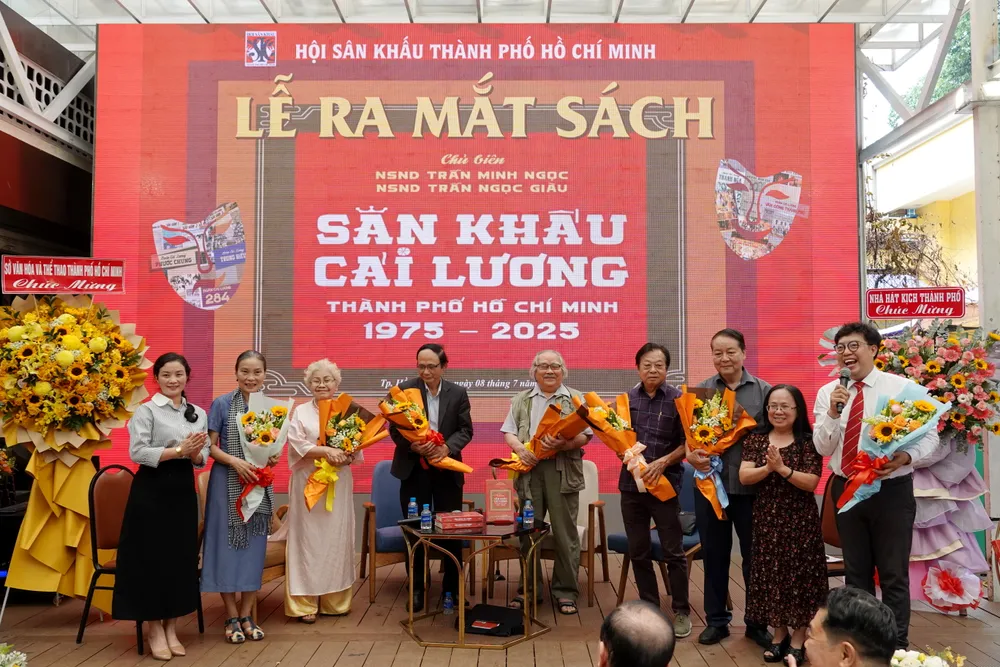 HỘI SÂN KHẤU THÀNH PHỐ HỒ CHÍ MINH
LỄ RA MẮT SÁCH
Chủ biên
NSND TRẦN MINH NGỌC
NSND TRẦN NGỌC GIÀU
SÂN KHẤU
CẢI LƯƠNG
THÀNH PHỐ HỒ CHÍ MINH
1975 – 2025
Tp. 08 tháng 7
SỞ VĂN HÓA VÀ THỂ THAO THÀNH PHỐ HỒ CHÍ MINH
Chúc Mừng
NHÀ HÁT KỊCH THÀNH PHỐ
Chúc Mừng
284